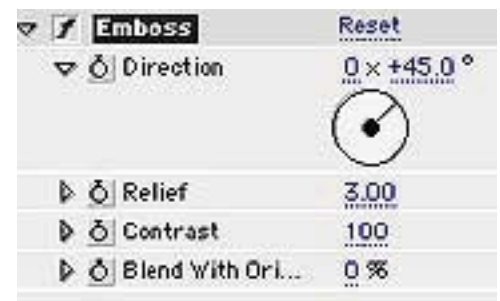 Emboss Reset
Direction 0 x +45.0 °
Relief 3.00
Contrast 100
Blend With Ori... 0 %